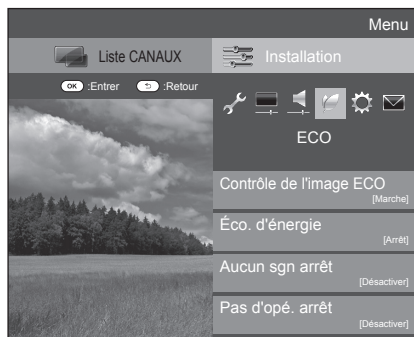 Menu
Liste CANAUX
Installation
OK :Entrer :Retour
ECO
Contrôle de l'image ECO
[Marche]
Éco. d'énergie
[Arrêt]
Aucun sgn arrêt
[Désactiver]
Pas d'opé. arrêt
[Désactiver]